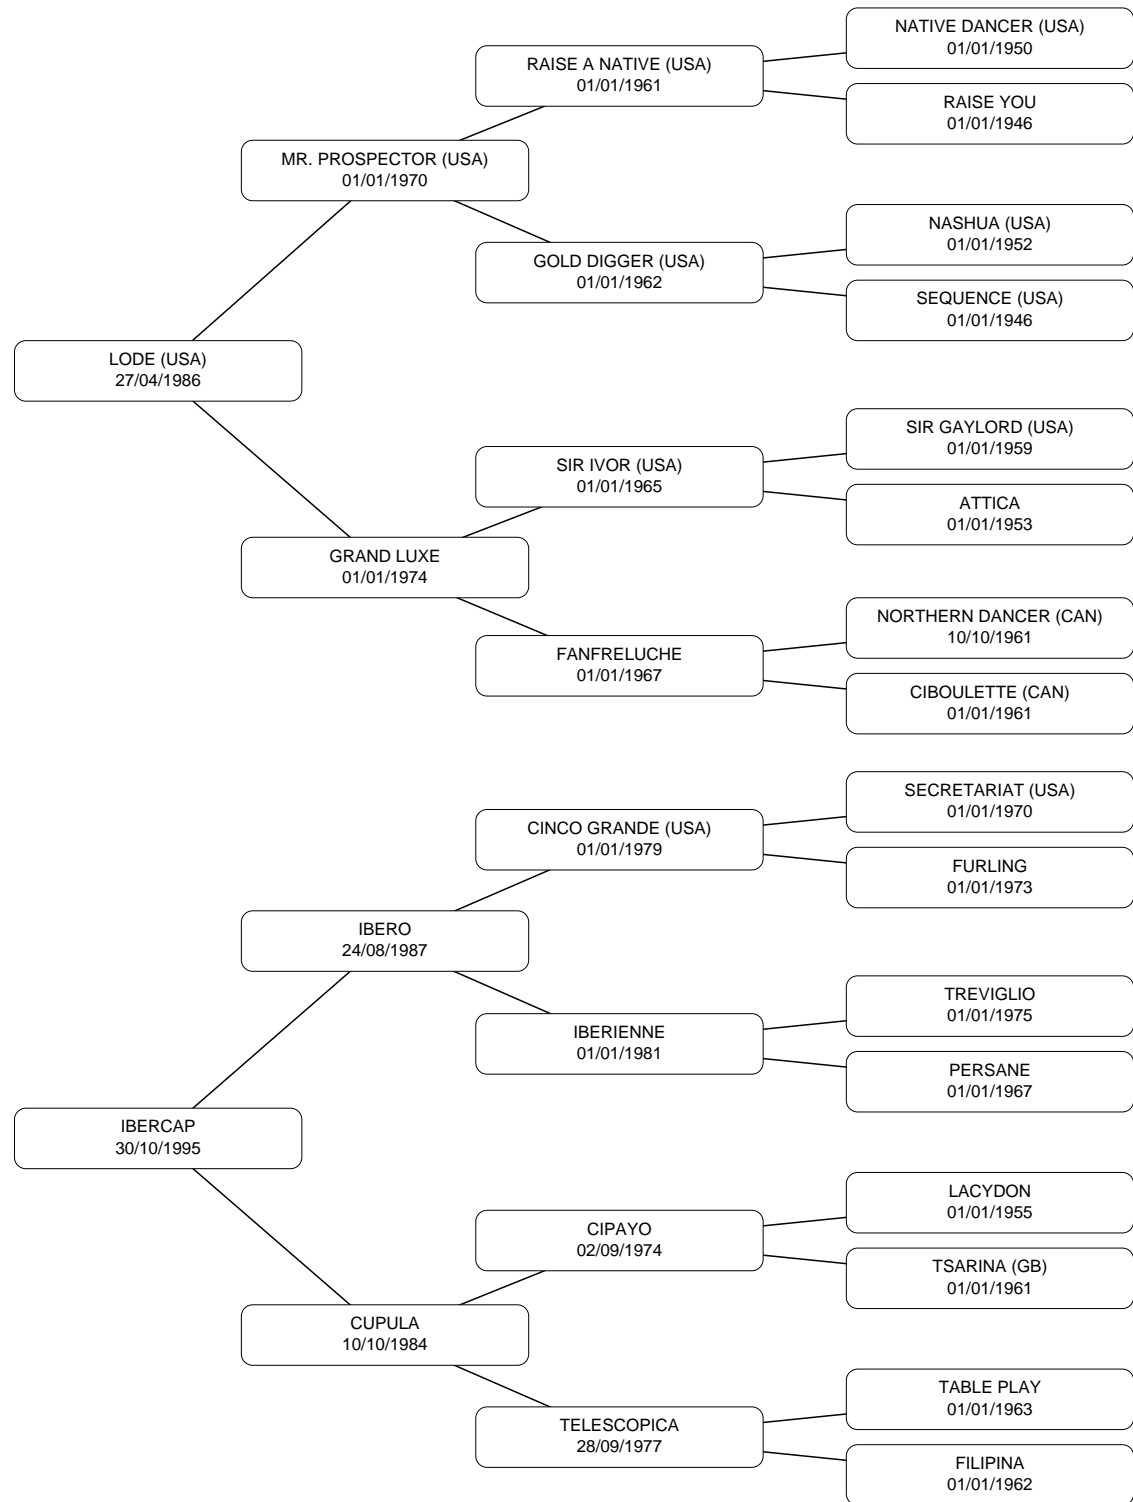 NATIVE DANCER (USA)
01/01/1950
RAISE A NATIVE (USA)
01/01/1961
RAISE YOU
01/01/1946
MR. PROSPECTOR (USA)
01/01/1970
NASHUA (USA)
01/01/1952
GOLD DIGGER (USA)
01/01/1962
SEQUENCE (USA)
01/01/1946
LODE (USA)
27/04/1986
SIR GAYLORD (USA)
01/01/1959
SIR IVOR (USA)
01/01/1965
ATTICA
01/01/1953
GRAND LUXE
01/01/1974
NORTHERN DANCER (CAN)
10/10/1961
FANFRELUCHE
01/01/1967
CIBOULETTE (CAN)
01/01/1961
SECRETARIAT (USA)
01/01/1970
CINCO GRANDE (USA)
01/01/1979
FURLING
01/01/1973
IBERO
24/08/1987
TREVIGLIO
01/01/1975
IBERIENNE
01/01/1981
PERSANE
01/01/1967
IBERCAP
30/10/1995
LACYDON
01/01/1955
CIPAYO
02/09/1974
TSARINA (GB)
01/01/1961
CUPULA
10/10/1984
TABLE PLAY
01/01/1963
TELESCOPICA
28/09/1977
FILIPINA
01/01/1962